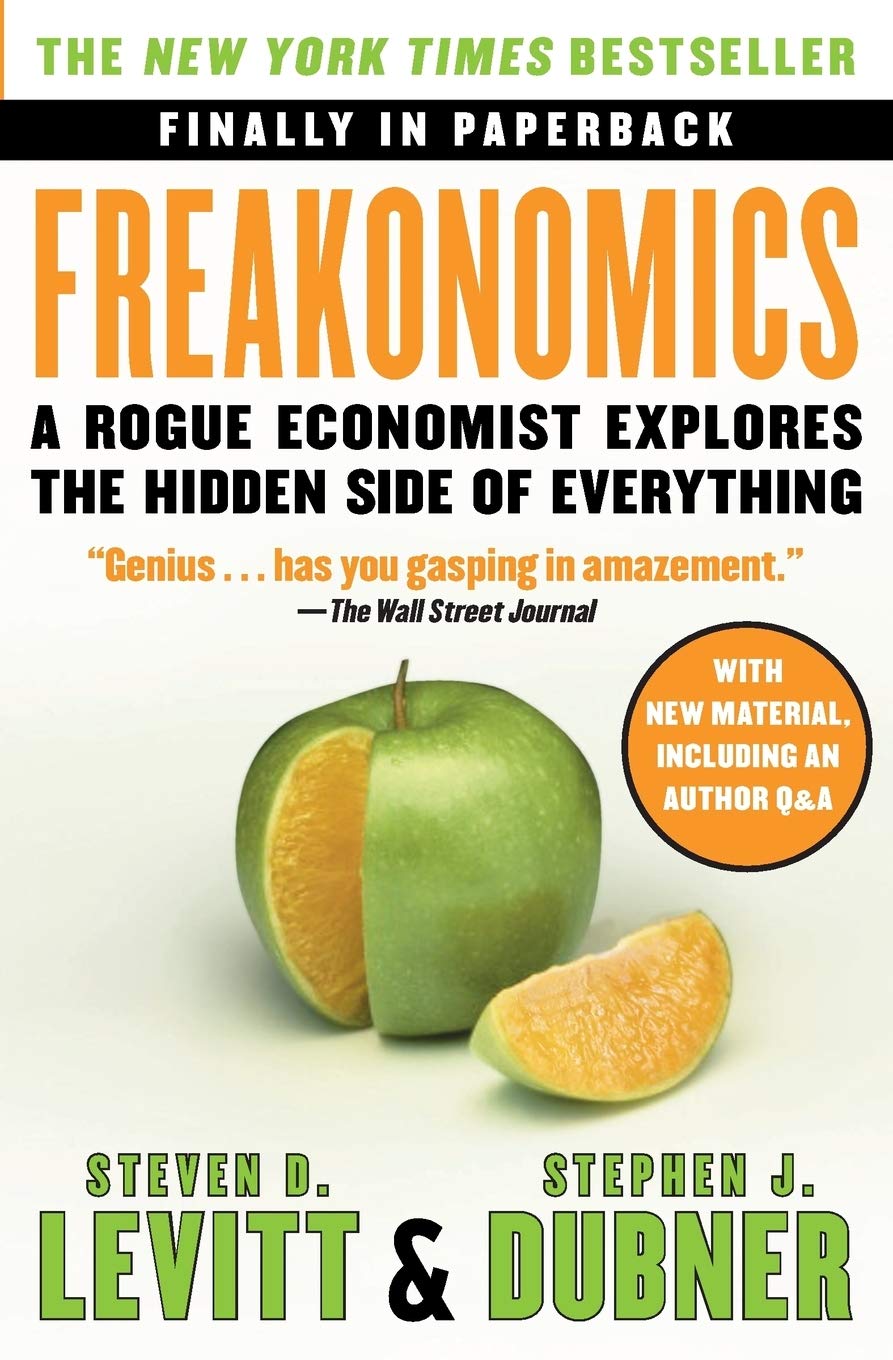 THE NEW YORK TIMES BESTSELLER
FINALLY IN PAPERBACK
FREAKONOMICS
A ROGUE ECONOMIST EXPLORES
THE HIDDEN SIDE OF EVERYTHING
“Genius . . . has you gasping in amazement.”
—The Wall Street Journal
WITH
NEW MATERIAL,
INCLUDING AN
AUTHOR Q&A
STEVEN D.
LEVITT
&
STEPHEN J.
DUBNER